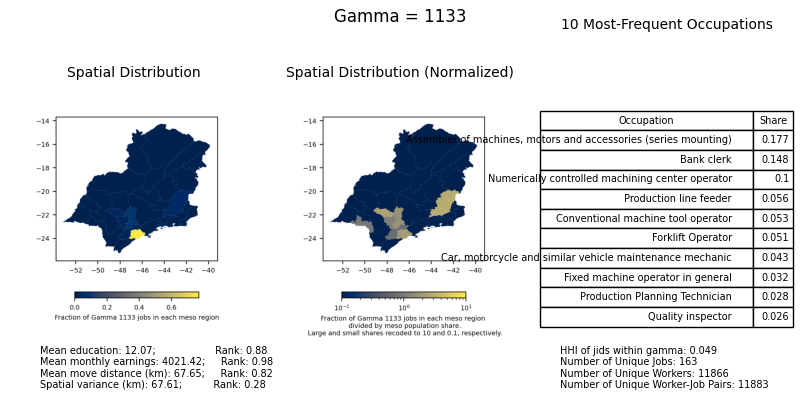 Gamma = 1133
10 Most-Frequent Occupations
Spatial Distribution
Spatial Distribution (Normalized)
−14
−16
−18
−20
−22
−24
−52 −50 −48 −46 −44 −42 −40
0.0 0.2 0.4 0.6
Fraction of Gamma 1133 jobs in each meso region
−14
−16
−18
−20
−22
−24
−52 −50 −48 −46 −44 −42 −40
10⁻¹ 10⁰ 10¹
Fraction of Gamma 1133 jobs in each meso region
divided by meso population share.
Large and small shares recoded to 10 and 0.1, respectively.
Occupation Share
Assembler of machines, motors and accessories (series mounting) 0.177
Bank clerk 0.148
Numerically controlled machining center operator 0.1
Production line feeder 0.056
Conventional machine tool operator 0.053
Forklift Operator 0.051
Car, motorcycle and similar vehicle maintenance mechanic 0.043
Fixed machine operator in general 0.032
Production Planning Technician 0.028
Quality inspector 0.026
Mean education: 12.07; Rank: 0.88
Mean monthly earnings: 4021.42; Rank: 0.98
Mean move distance (km): 67.65; Rank: 0.82
Spatial variance (km): 67.61; Rank: 0.28
HHI of jids within gamma: 0.049
Number of Unique Jobs: 163
Number of Unique Workers: 11866
Number of Unique Worker-Job Pairs: 11883